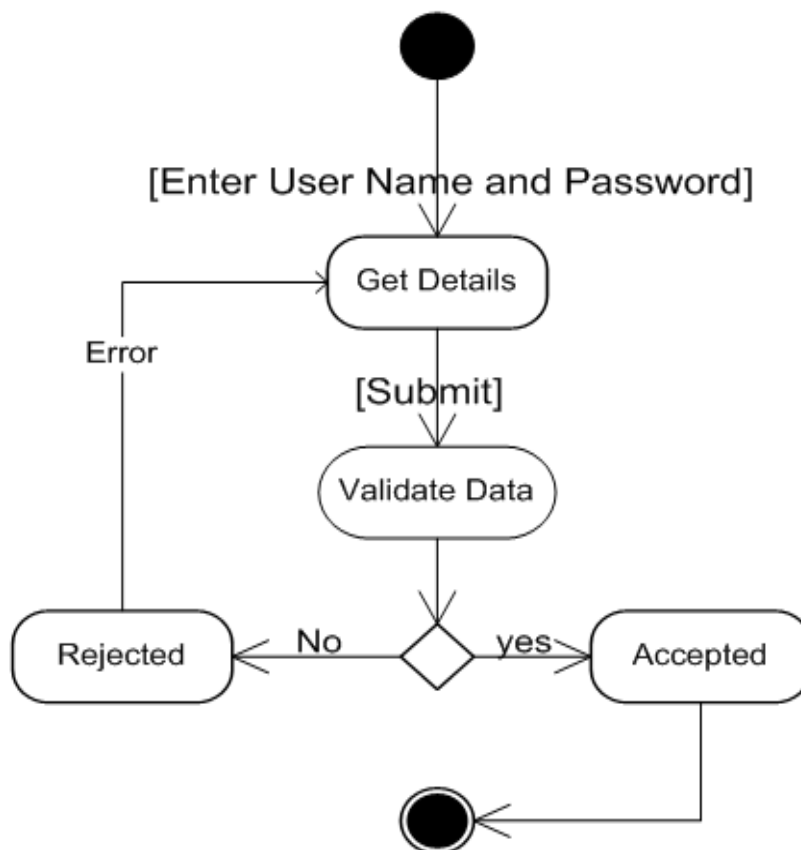 [Enter User Name and Password]
Get Details
Error
[Submit]
Validate Data
No
yes
Rejected
Accepted